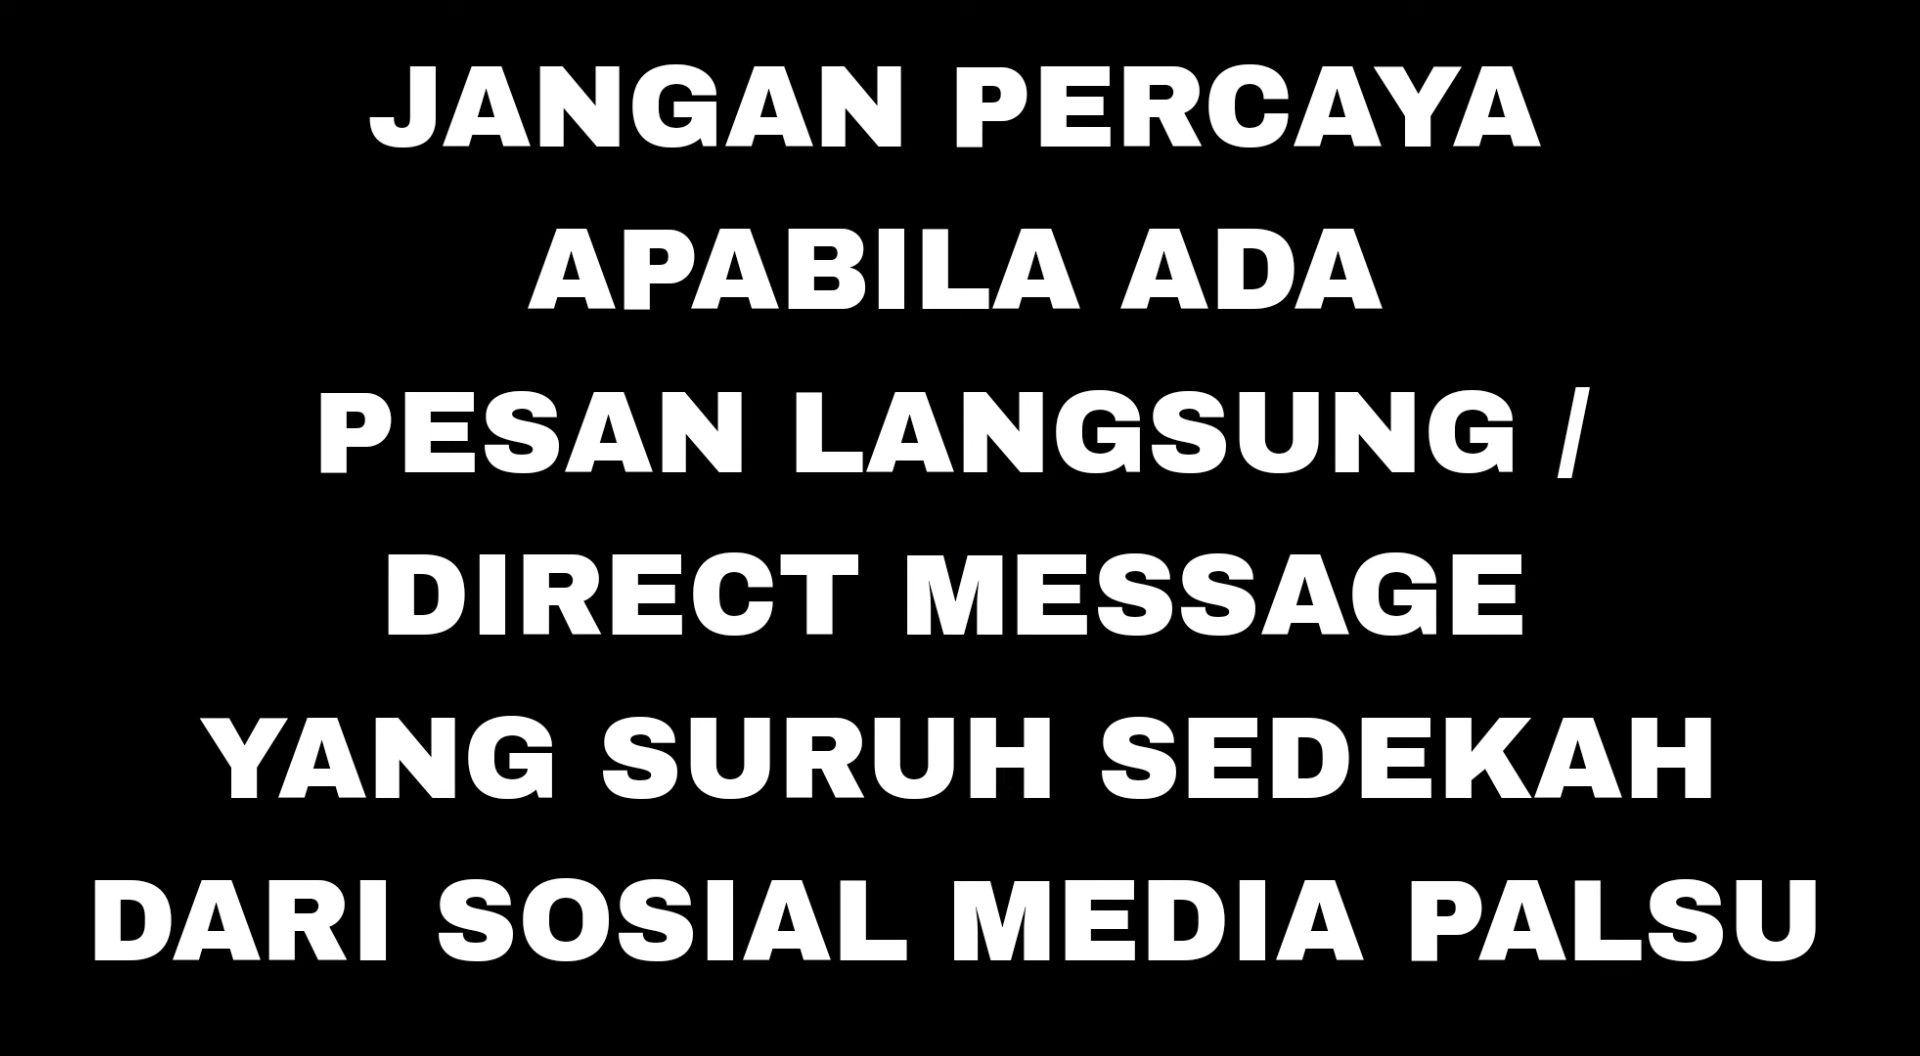 JANGAN PERCAYA
APABILA ADA
PESAN LANGSUNG /
DIRECT MESSAGE
YANG SURUH SEDEKAH
DARI SOSIAL MEDIA PALSU